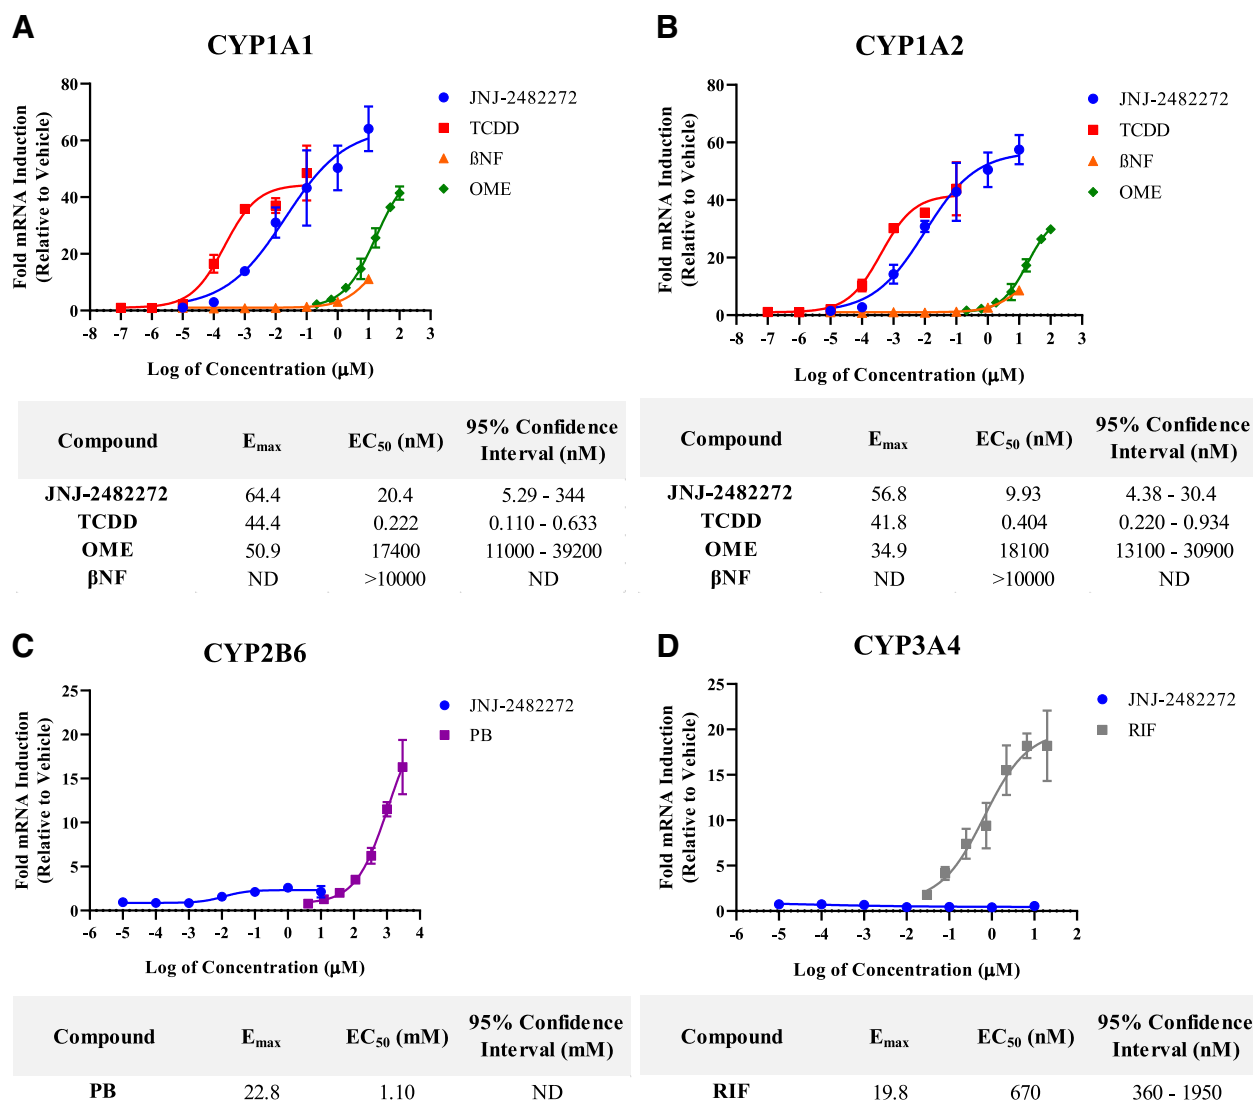 A
CYP1A1
Fold mRNA Induction
(Relative to Vehicle)
80
60
40
20
0
-8 -7 -6 -5 -4 -3 -2 -1 0 1 2 3
Log of Concentration (μM)
JNJ-2482272
TCDD
ßNF
OME
Compound Emax EC50 (nM) 95% Confidence
Interval (nM)
JNJ-2482272 64.4 20.4 5.29 - 344
TCDD 44.4 0.222 0.110 - 0.633
OME 50.9 17400 11000 - 39200
βNF ND >10000 ND
B
CYP1A2
Fold mRNA Induction
(Relative to Vehicle)
80
60
40
20
0
-8 -7 -6 -5 -4 -3 -2 -1 0 1 2 3
Log of Concentration (μM)
JNJ-2482272
TCDD
ßNF
OME
Compound Emax EC50 (nM) 95% Confidence
Interval (nM)
JNJ-2482272 56.8 9.93 4.38 - 30.4
TCDD 41.8 0.404 0.220 - 0.934
OME 34.9 18100 13100 - 30900
βNF ND >10000 ND
C
CYP2B6
Fold mRNA Induction
(Relative to Vehicle)
25
20
15
10
5
0
-6 -5 -4 -3 -2 -1 0 1 2 3 4
Log of Concentration (μM)
JNJ-2482272
PB
Compound Emax EC50 (mM) 95% Confidence
Interval (mM)
PB 22.8 1.10 ND
D
CYP3A4
Fold mRNA Induction
(Relative to Vehicle)
25
20
15
10
5
0
-6 -5 -4 -3 -2 -1 0 1 2
Log of Concentration (μM)
JNJ-2482272
RIF
Compound Emax EC50 (nM) 95% Confidence
Interval (nM)
RIF 19.8 670 360 - 1950